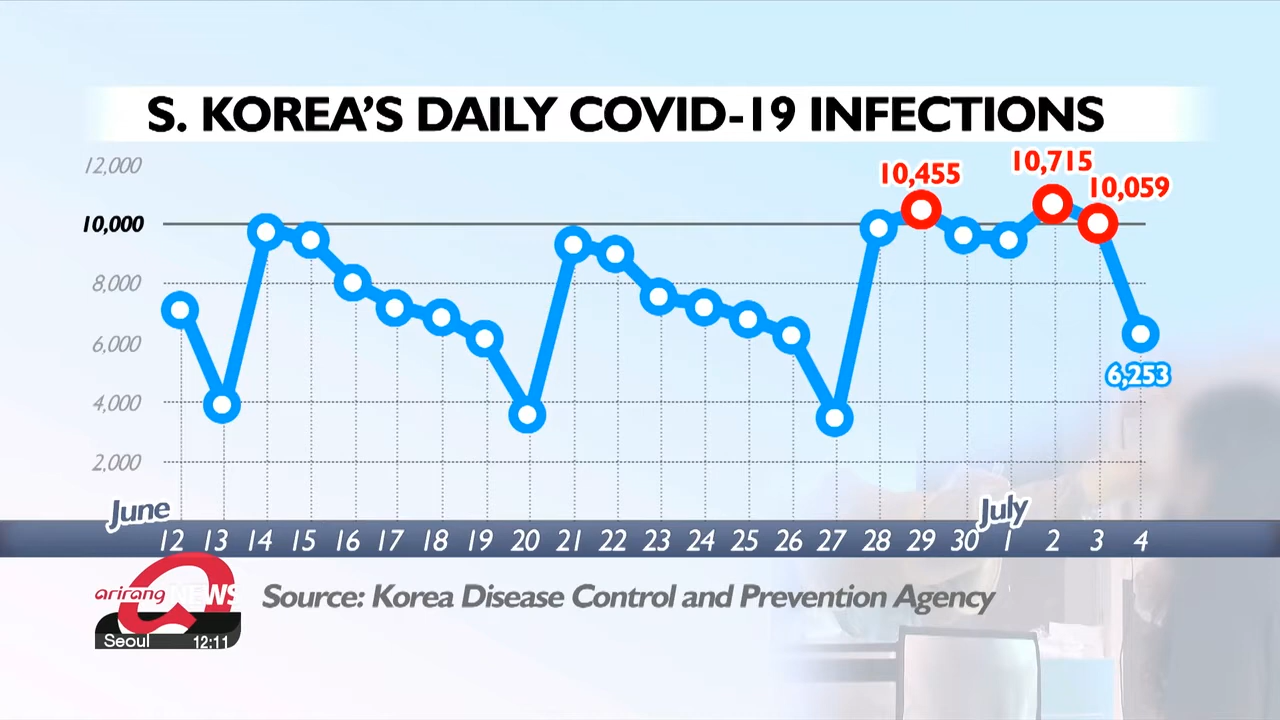 S. KOREA'S DAILY COVID-19 INFECTIONS
12,000
10,000
8,000
6,000
4,000
2,000
10,455
10,715
10,059
6,253
June
July
12 13 14 15 16 17 18 19 20 21 22 23 24 25 26 27 28 29 30 1 2 3 4
arirang NEWS
Seoul 12:11
Source: Korea Disease Control and Prevention Agency